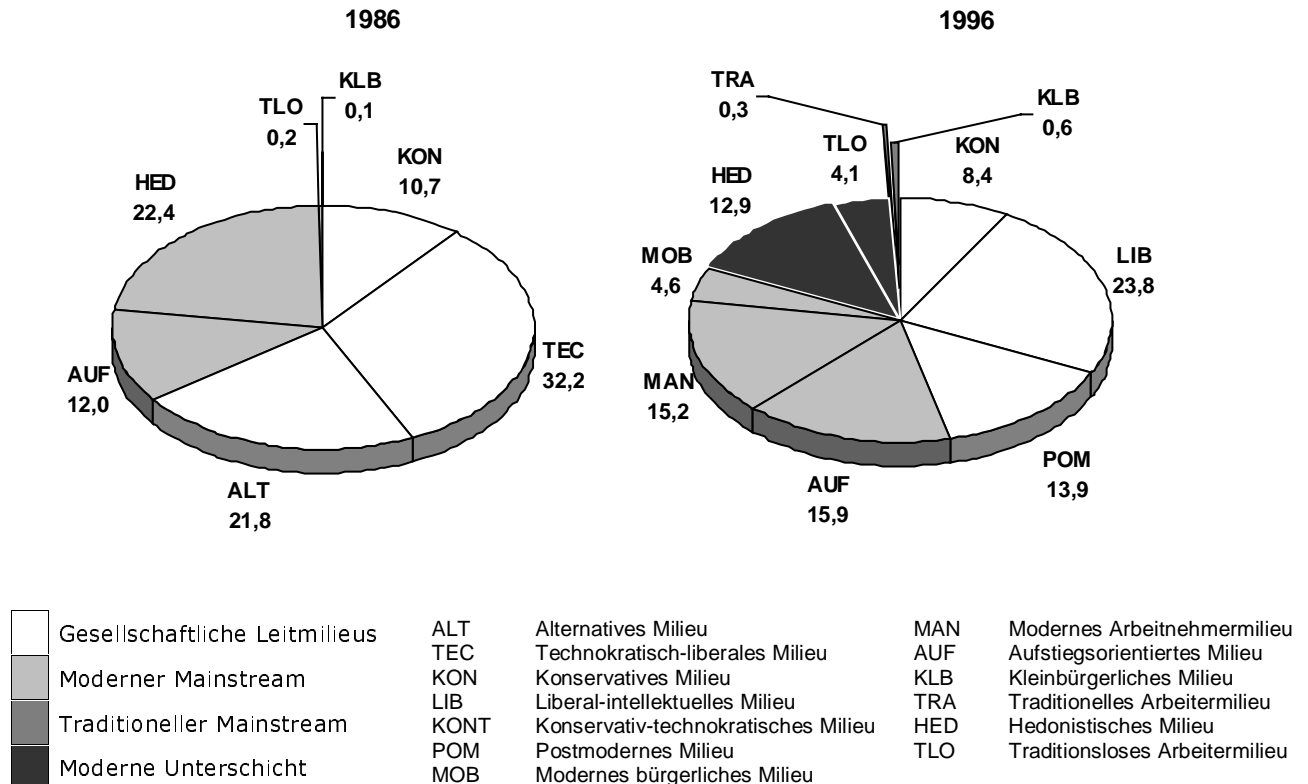 1986
KLB
0,1
TLO
0,2
KON
10,7
HED
22,4
TEC
32,2
AUF
12,0
ALT
21,8
1996
TRA
0,3
KLB
0,6
TLO
4,1
KON
8,4
HED
12,9
MOB
4,6
LIB
23,8
MAN
15,2
POM
13,9
AUF
15,9
Gesellschaftliche Leitmilieus
Moderner Mainstream
Traditioneller Mainstream
Moderne Unterschicht
ALT Alternatives Milieu
TEC Technokratisch-liberales Milieu
KON Konservatives Milieu
LIB Liberal-intellektuelles Milieu
KONT Konservativ-technokratisches Milieu
POM Postmodernes Milieu
MOB Modernes bürgerliches Milieu
MAN Modernes Arbeitnehmermilieu
AUF Aufstiegsorientiertes Milieu
KLB Kleinbürgerliches Milieu
TRA Traditionelles Arbeitermilieu
HED Hedonistisches Milieu
TLO Traditionsloses Arbeitermilieu